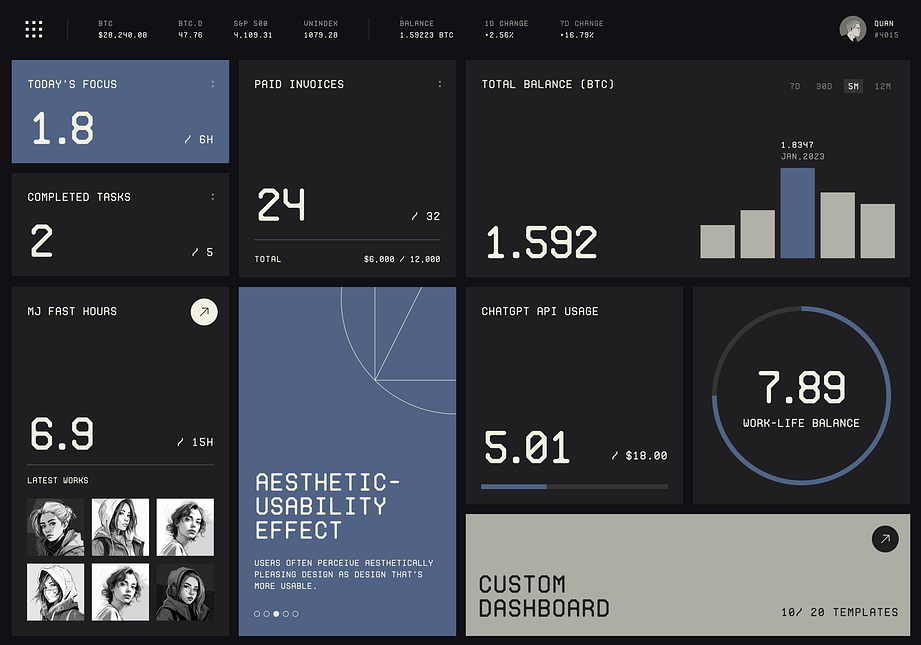 BTC
$28,240.08
BTC.D
47.76
S&P 500
4,109.31
VNINDEX
1079.28
BALANCE
1.59223 BTC
1D CHANGE
+2.56%
7D CHANGE
+16.79%
QUAN
#4015
TODAY'S FOCUS
1.8
/ 6H
COMPLETED TASKS
2
/ 5
PAID INVOICES
24
/ 32
TOTAL
$6,000 / 12,000
TOTAL BALANCE (BTC)
7D 30D 5M 12M
1.8347
JAN,2023
1.592
MJ FAST HOURS
6.9
/ 15H
LATEST WORKS
AESTHETIC-
USABILITY
EFFECT
USERS OFTEN PERCEIVE AESTHETICALLY
PLEASING DESIGN AS DESIGN THAT'S
MORE USABLE.
CHATGPT API USAGE
5.01
/ $18.00
7.89
WORK-LIFE BALANCE
CUSTOM
DASHBOARD
10/ 20 TEMPLATES